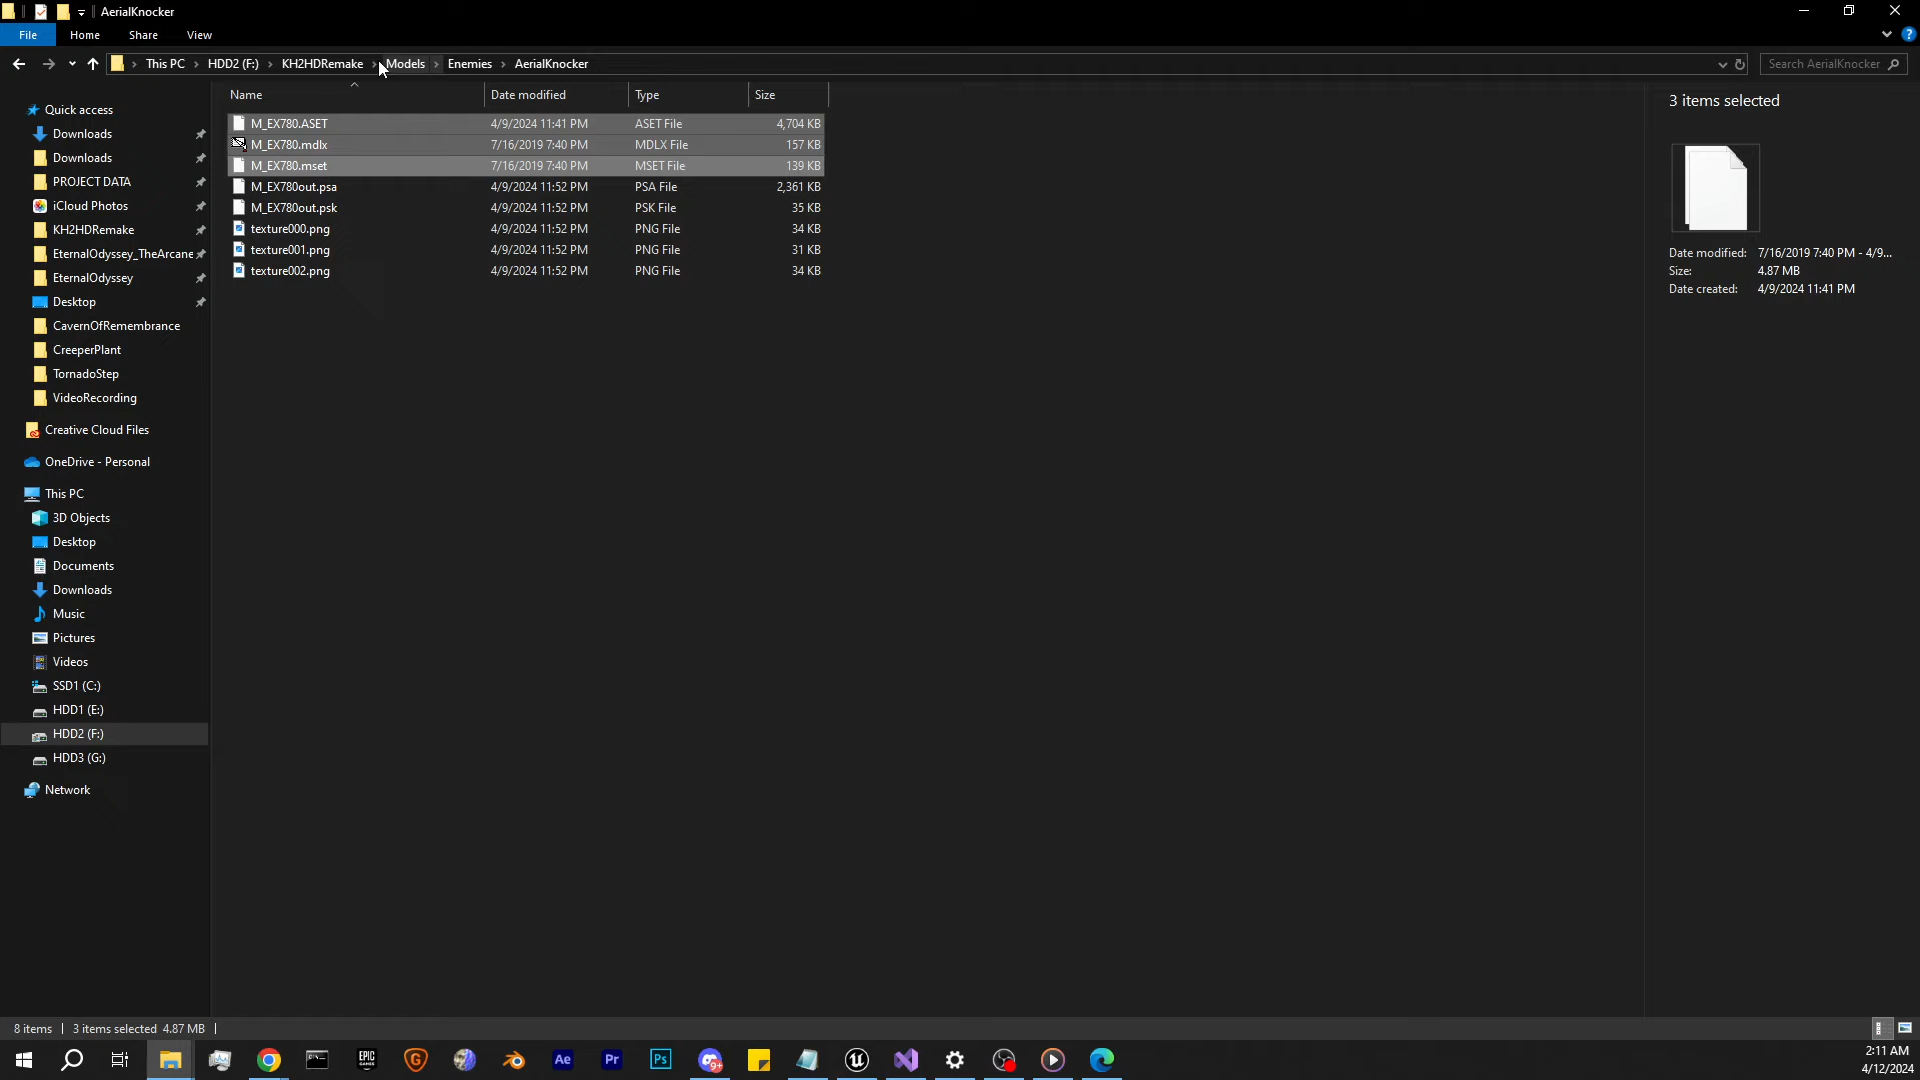 AerialKnocker
File Home Share View
This PC HDD2 (F:) KH2HDRemake Models Enemies AerialKnocker Search AerialKnocker
Name Date modified Type Size
M_EX780.ASET 4/9/2024 11:41 PM ASET File 4,704 KB
M_EX780.mdlx 7/16/2019 7:40 PM MDLX File 157 KB
M_EX780.mset 7/16/2019 7:40 PM MSET File 139 KB
M_EX780out.psa 4/9/2024 11:52 PM PSA File 2,361 KB
M_EX780out.psk 4/9/2024 11:52 PM PSK File 35 KB
texture000.png 4/9/2024 11:52 PM PNG File 34 KB
texture001.png 4/9/2024 11:52 PM PNG File 31 KB
texture002.png 4/9/2024 11:52 PM PNG File 34 KB
Quick access
Downloads
Downloads
PROJECT DATA
iCloud Photos
KH2HDRemake
EternalOdyssey_TheArcane
EternalOdyssey
Desktop
CavernOfRemembrance
CreeperPlant
TornadoStep
VideoRecording
Creative Cloud Files
OneDrive - Personal
This PC
3D Objects
Desktop
Documents
Downloads
Music
Pictures
Videos
SSD1 (C:)
HDD1 (E:)
HDD2 (F:)
HDD3 (G:)
Network
3 items selected
Date modified: 7/16/2019 7:40 PM - 4/9...
Size: 4.87 MB
Date created: 4/9/2024 11:41 PM
8 items 3 items selected 4.87 MB
EPIC
GAMES
G
Ae
Pr
Ps
9+
2:11 AM
4/12/2024